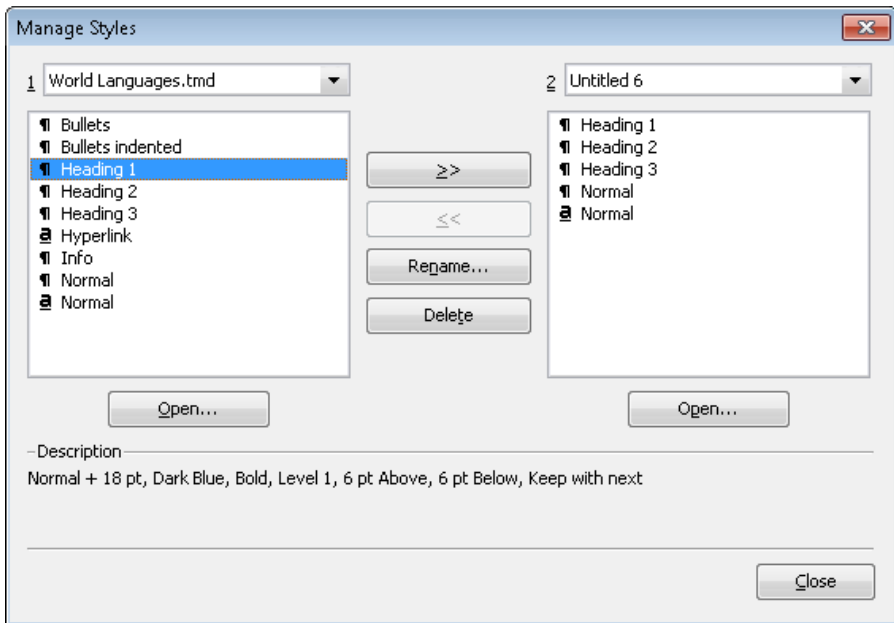 Manage Styles
1 World Languages.tmd
2 Untitled 6
¶ Bullets
¶ Bullets indented
¶ Heading 1
¶ Heading 2
¶ Heading 3
a Hyperlink
¶ Info
¶ Normal
a Normal
>>
<<
Rename...
Delete
¶ Heading 1
¶ Heading 2
¶ Heading 3
¶ Normal
a Normal
Open...
Open...
Description
Normal + 18 pt, Dark Blue, Bold, Level 1, 6 pt Above, 6 pt Below, Keep with next
Close